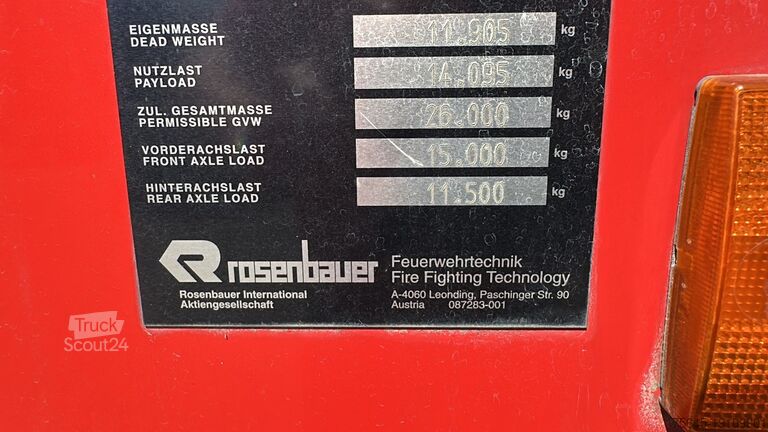 EIGENMASSE
DEAD WEIGHT
11.905 kg
NUTZLAST
PAYLOAD
14.095 kg
ZUL. GESAMTMASSE
PERMISSIBLE GVW
26.000 kg
VORDERACHSLAST
FRONT AXLE LOAD
15.000 kg
HINTERACHSLAST
REAR AXLE LOAD
11.500 kg
R rosenbauer
Rosenbauer International
Aktiengesellschaft
Feuerwehrtechnik
Fire Fighting Technology
A-4060 Leonding, Paschinger Str. 90
Austria 087283-001
Truck
Scout24